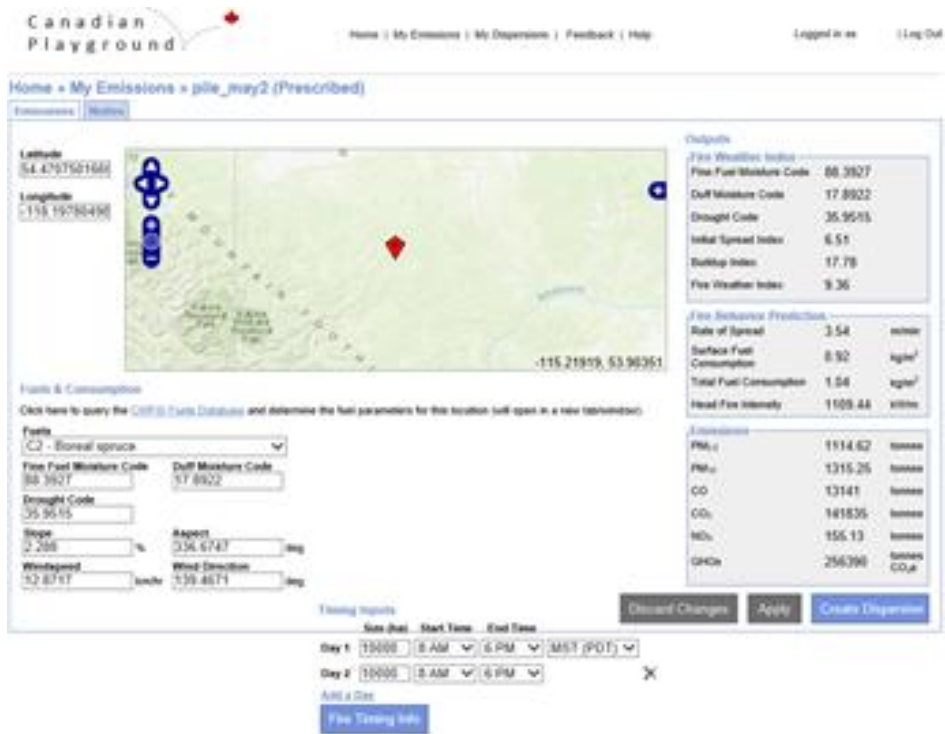 Canadian
Playground
Home | My Emissions | My Dispersions | Feedback | Help
Logged in as
| Log Out
Home » My Emissions » pile_may2 (Prescribed)
Emissions
Notes
Latitude
Longitude
-115.21919, 53.90351
Fuels & Consumption
Click here to query the CWFIS Fuels Database and determine the fuel parameters for this location (will open in a new tab/window).
Fuels
C2 - Boreal spruce
Fine Fuel Moisture Code
Duff Moisture Code
88.3927
17.8922
Drought Code
35.9515
Slope
Aspect
2.288 %
336.6747 deg
Windspeed
Wind Direction
12.8717 km/hr
139.4671 deg
Outputs
Fire Weather Index
Fine Fuel Moisture Code 88.3927
Duff Moisture Code 17.8922
Drought Code 35.9515
Initial Spread Index 6.51
Buildup Index 17.78
Fire Weather Index 9.36
Fire Behavior Prediction
Rate of Spread 3.54 m/min
Surface Fuel
Consumption 0.92 kg/m²
Total Fuel Consumption 1.04 kg/m²
Head Fire Intensity 1109.44 kW/m
Emissions
PM₂.₅ 1114.62 tonnes
PM₁₀ 1315.25 tonnes
CO 13141 tonnes
CO₂ 141835 tonnes
NOₓ 155.13 tonnes
GHGs 256390 tonnes
CO₂e
Discard Changes
Apply
Create Dispersion
Timing Inputs
Size (ha) Start Time End Time
Day 1 10000 8 AM 6 PM MST (PDT)
Day 2 10000 8 AM 6 PM
Add a Day
Fire Timing Info